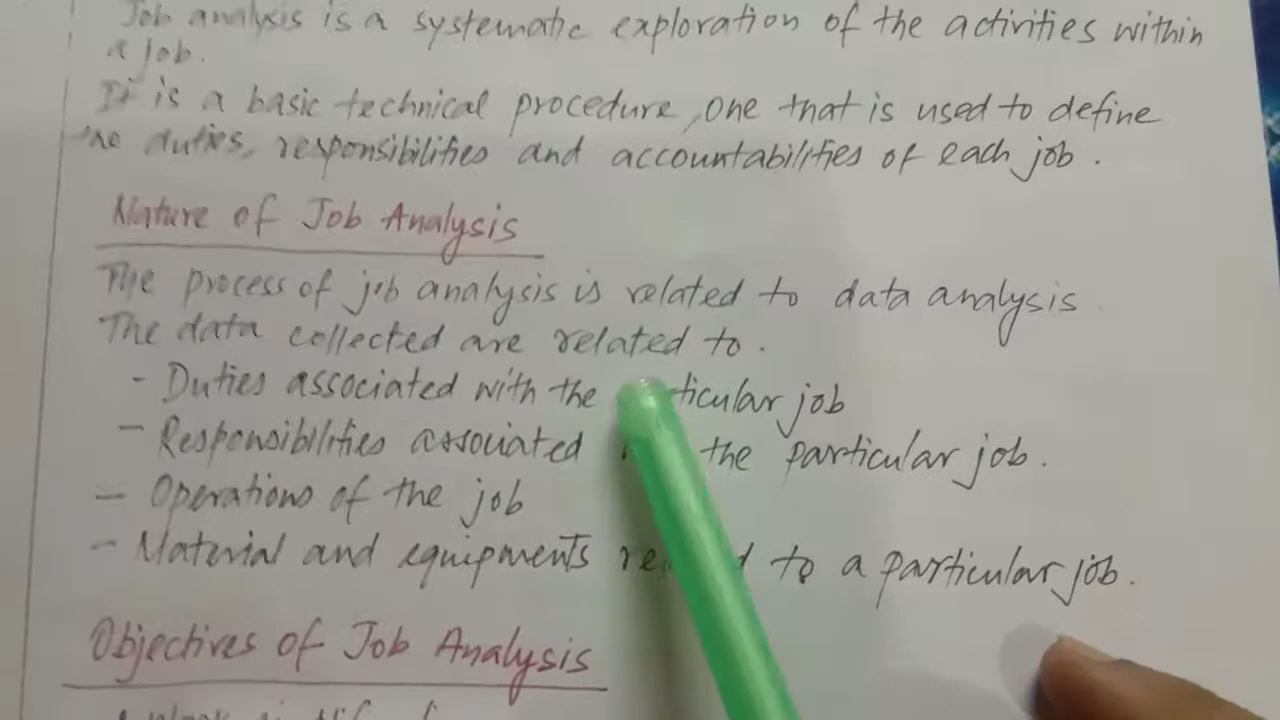 Job analysis is a systematic exploration of the activities within
a job.
It is a basic technical procedure, one that is used to define
the duties, responsibilities and accountabilities of each job.
Nature of Job Analysis
The process of job analysis is related to data analysis
The data collected are related to.
- Duties associated with the particular job
- Responsibilities associated the particular job.
- Operations of the job
- Material and equipments to a particular job.
Objectives of Job Analysis